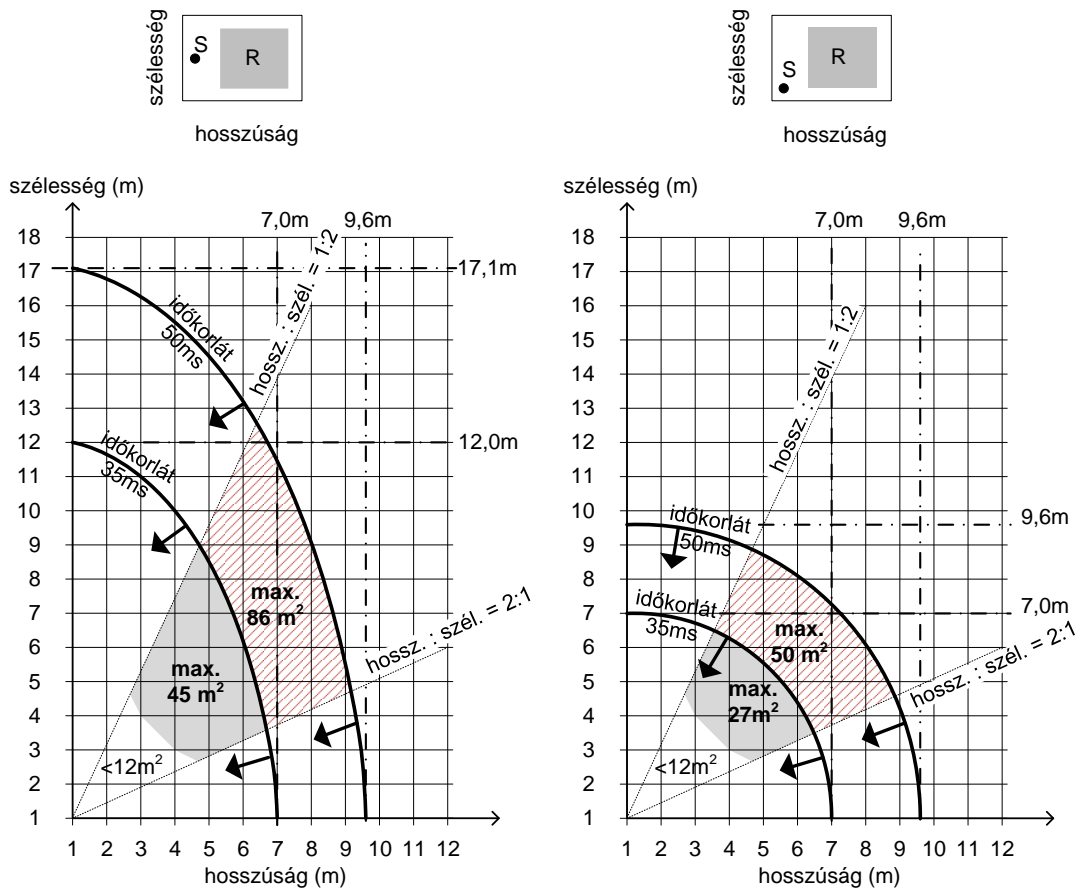 szélesség
S
R
hosszúság
szélesség
S
R
hosszúság
szélesség (m)
7,0m 9,6m
18
17
16
15
14
13
12
11
10
9
8
7
6
5
4
3
2
1
17,1m
12,0m
időkorlát
50ms
időkorlát
35ms
hossz. : szél. = 1:2
hossz. : szél. = 2:1
max.
86 m²
max.
45 m²
<12m²
1 2 3 4 5 6 7 8 9 10 11 12
hosszúság (m)
szélesség (m)
7,0m 9,6m
18
17
16
15
14
13
12
11
10
9
8
7
6
5
4
3
2
1
9,6m
7,0m
időkorlát
50ms
időkorlát
35ms
hossz. : szél. = 1:2
hossz. : szél. = 2:1
max.
50 m²
max.
27m²
<12m²
1 2 3 4 5 6 7 8 9 10 11 12
hosszúság (m)